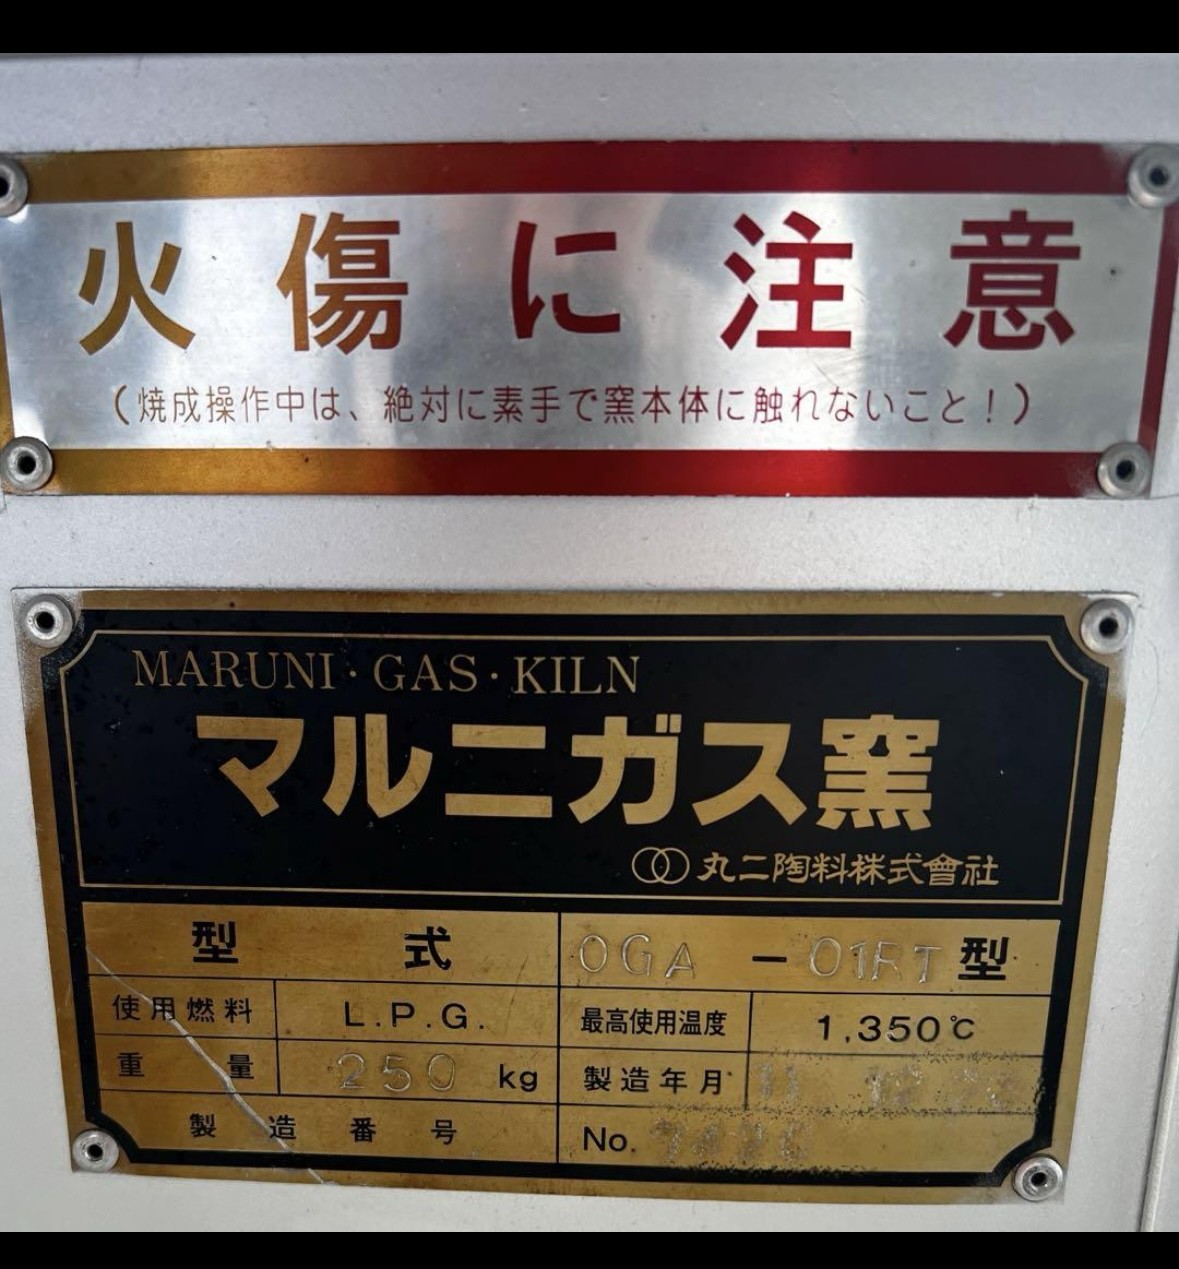 火傷に注意
（焼成操作中は、絶対に素手で窯本体に触れないこと！）
MARUNI・GAS・KILN
マルニガス窯
丸二陶料株式會社
型式 OGA－01RT型
使用燃料 L.P.G. 最高使用温度 1,350℃
重量 250 kg 製造年月
製造番号 No.